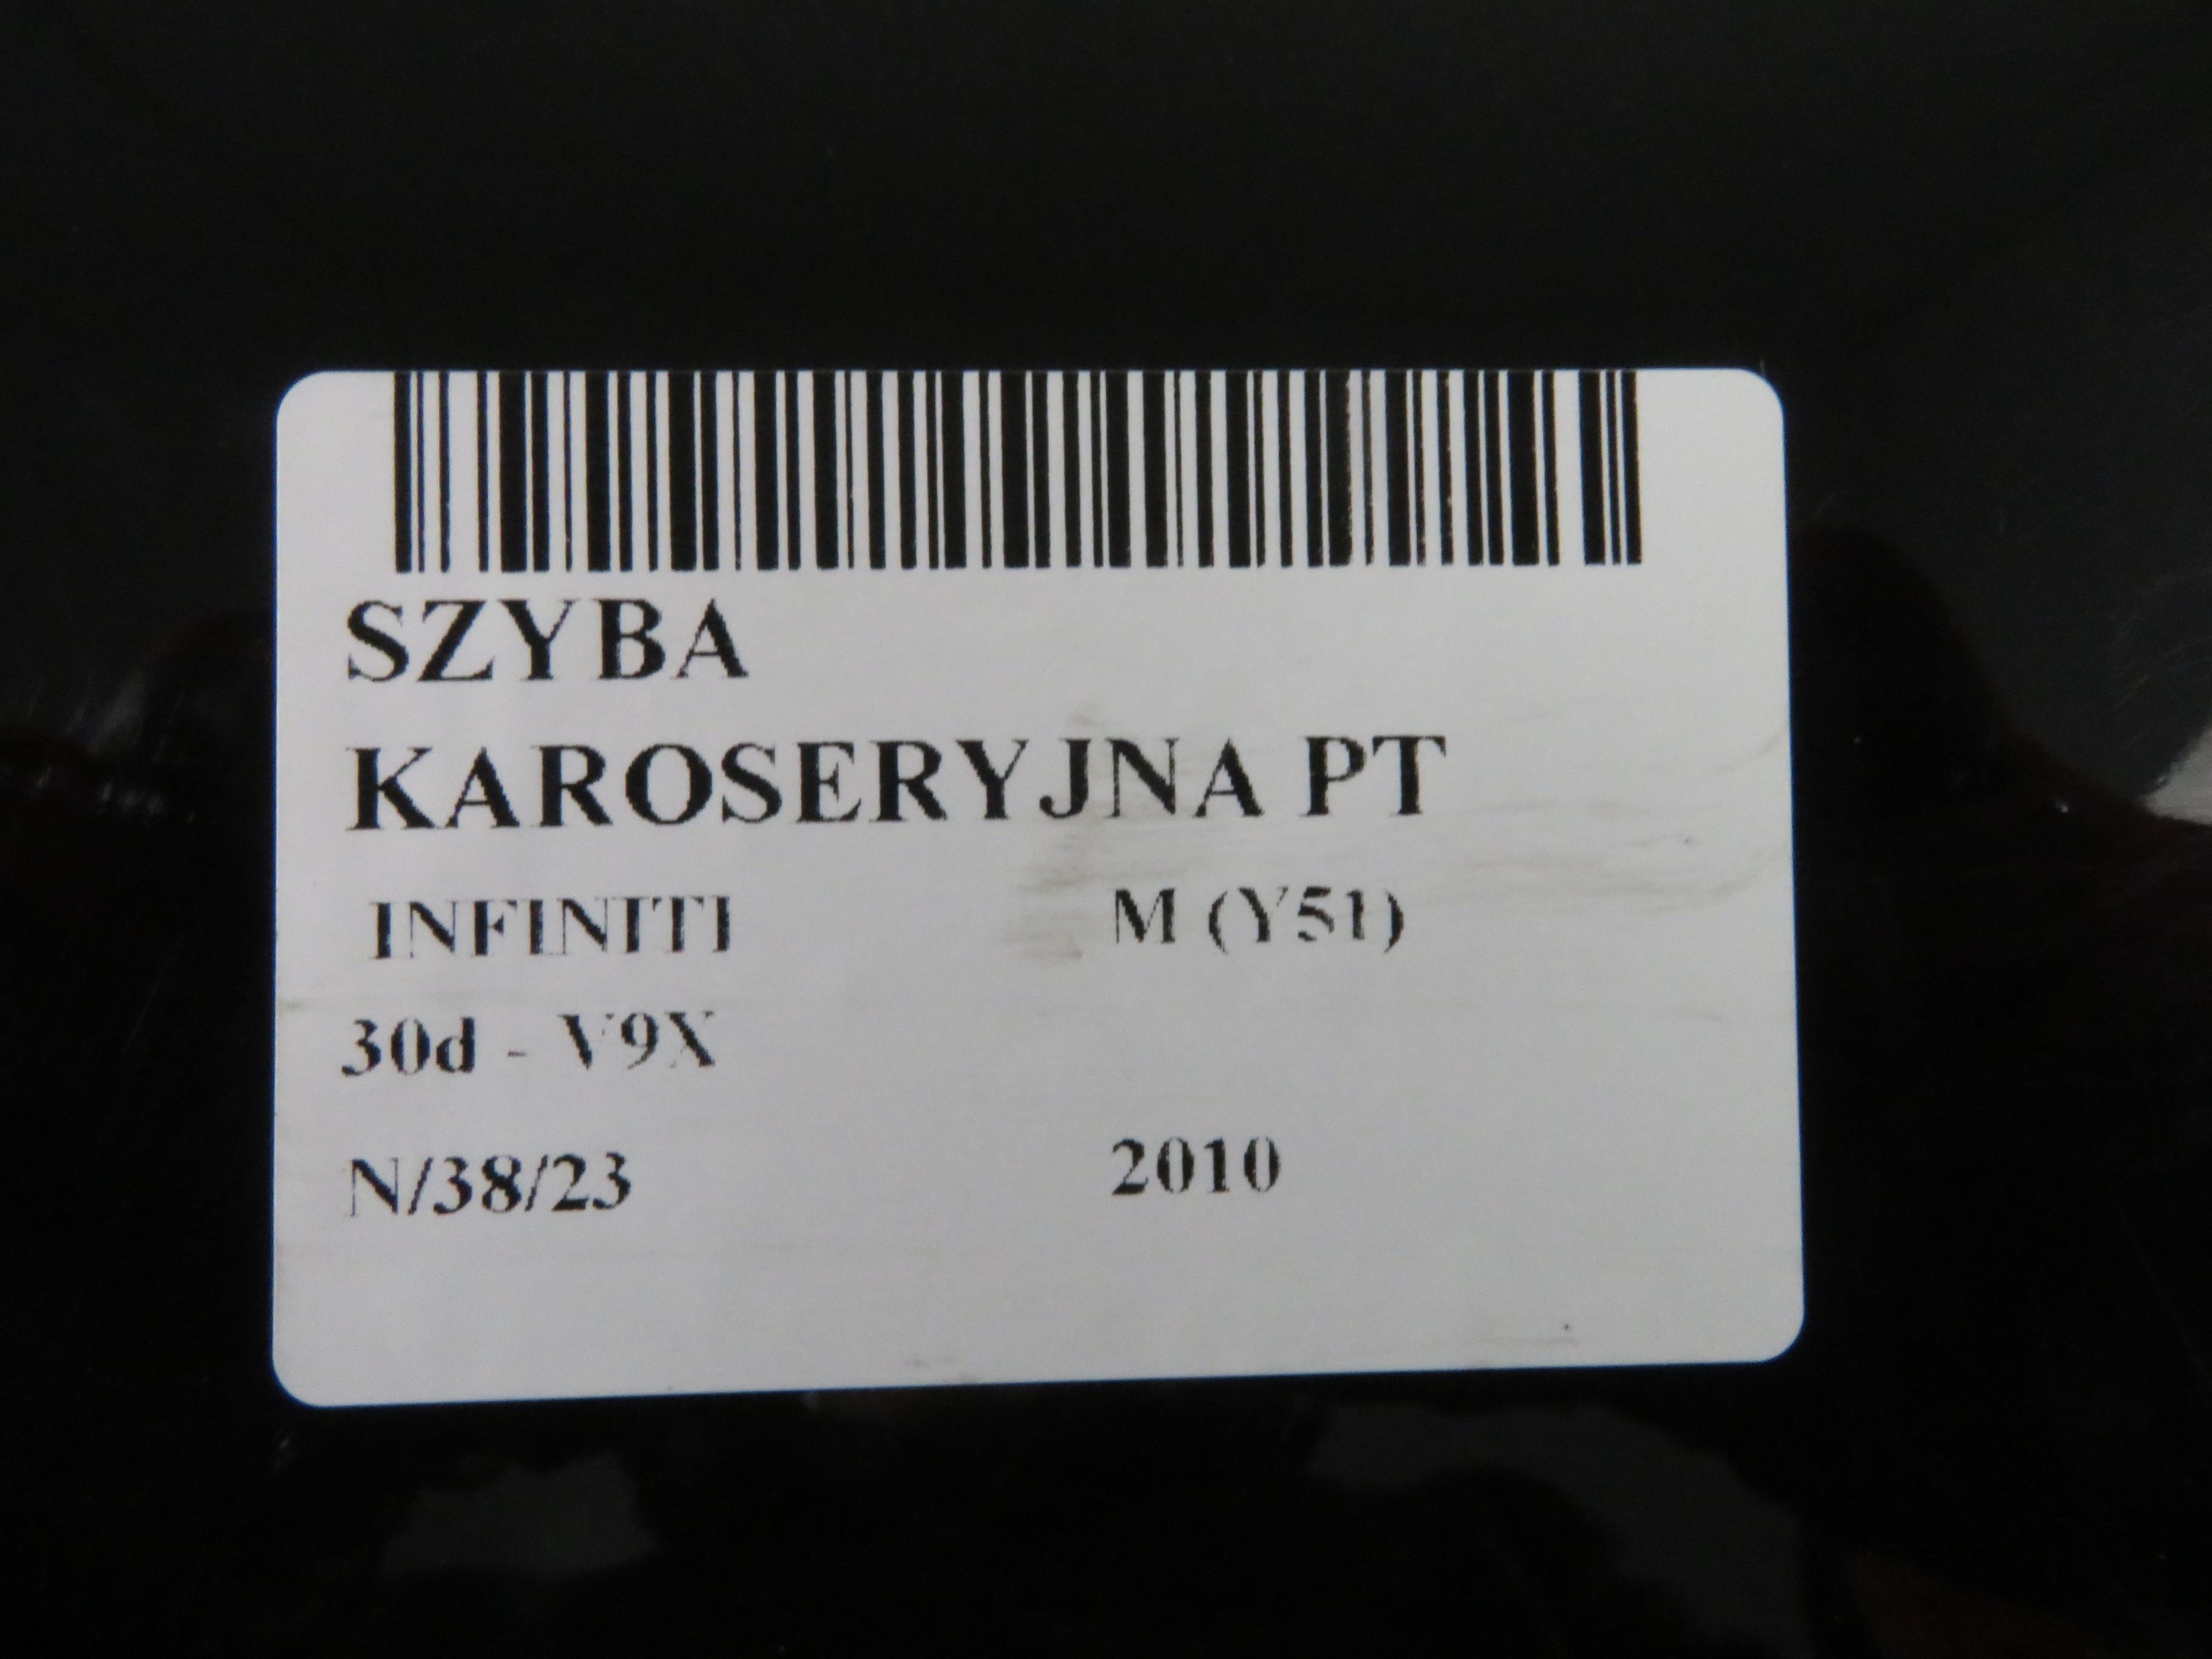 SZYBA
KAROSERYJNA PT
INFINITI M (Y51)
30d - V9X
N/38/23 2010